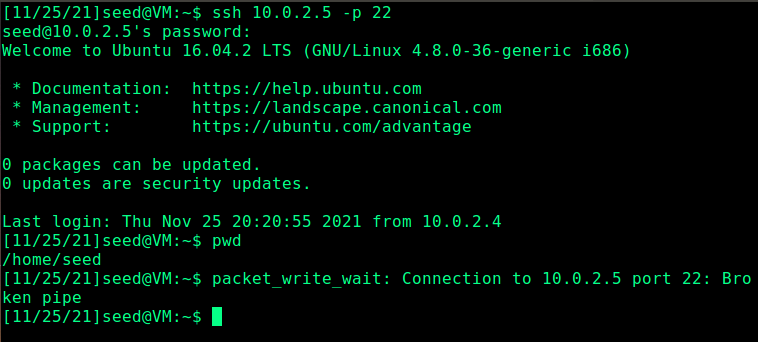 [11/25/21]seed@VM:~$ ssh 10.0.2.5 -p 22
seed@10.0.2.5's password:
Welcome to Ubuntu 16.04.2 LTS (GNU/Linux 4.8.0-36-generic i686)
* Documentation:  https://help.ubuntu.com
* Management:     https://landscape.canonical.com
* Support:        https://ubuntu.com/advantage
0 packages can be updated.
0 updates are security updates.
Last login: Thu Nov 25 20:20:55 2021 from 10.0.2.4
[11/25/21]seed@VM:~$ pwd
/home/seed
[11/25/21]seed@VM:~$ packet_write_wait: Connection to 10.0.2.5 port 22: Bro
ken pipe
[11/25/21]seed@VM:~$